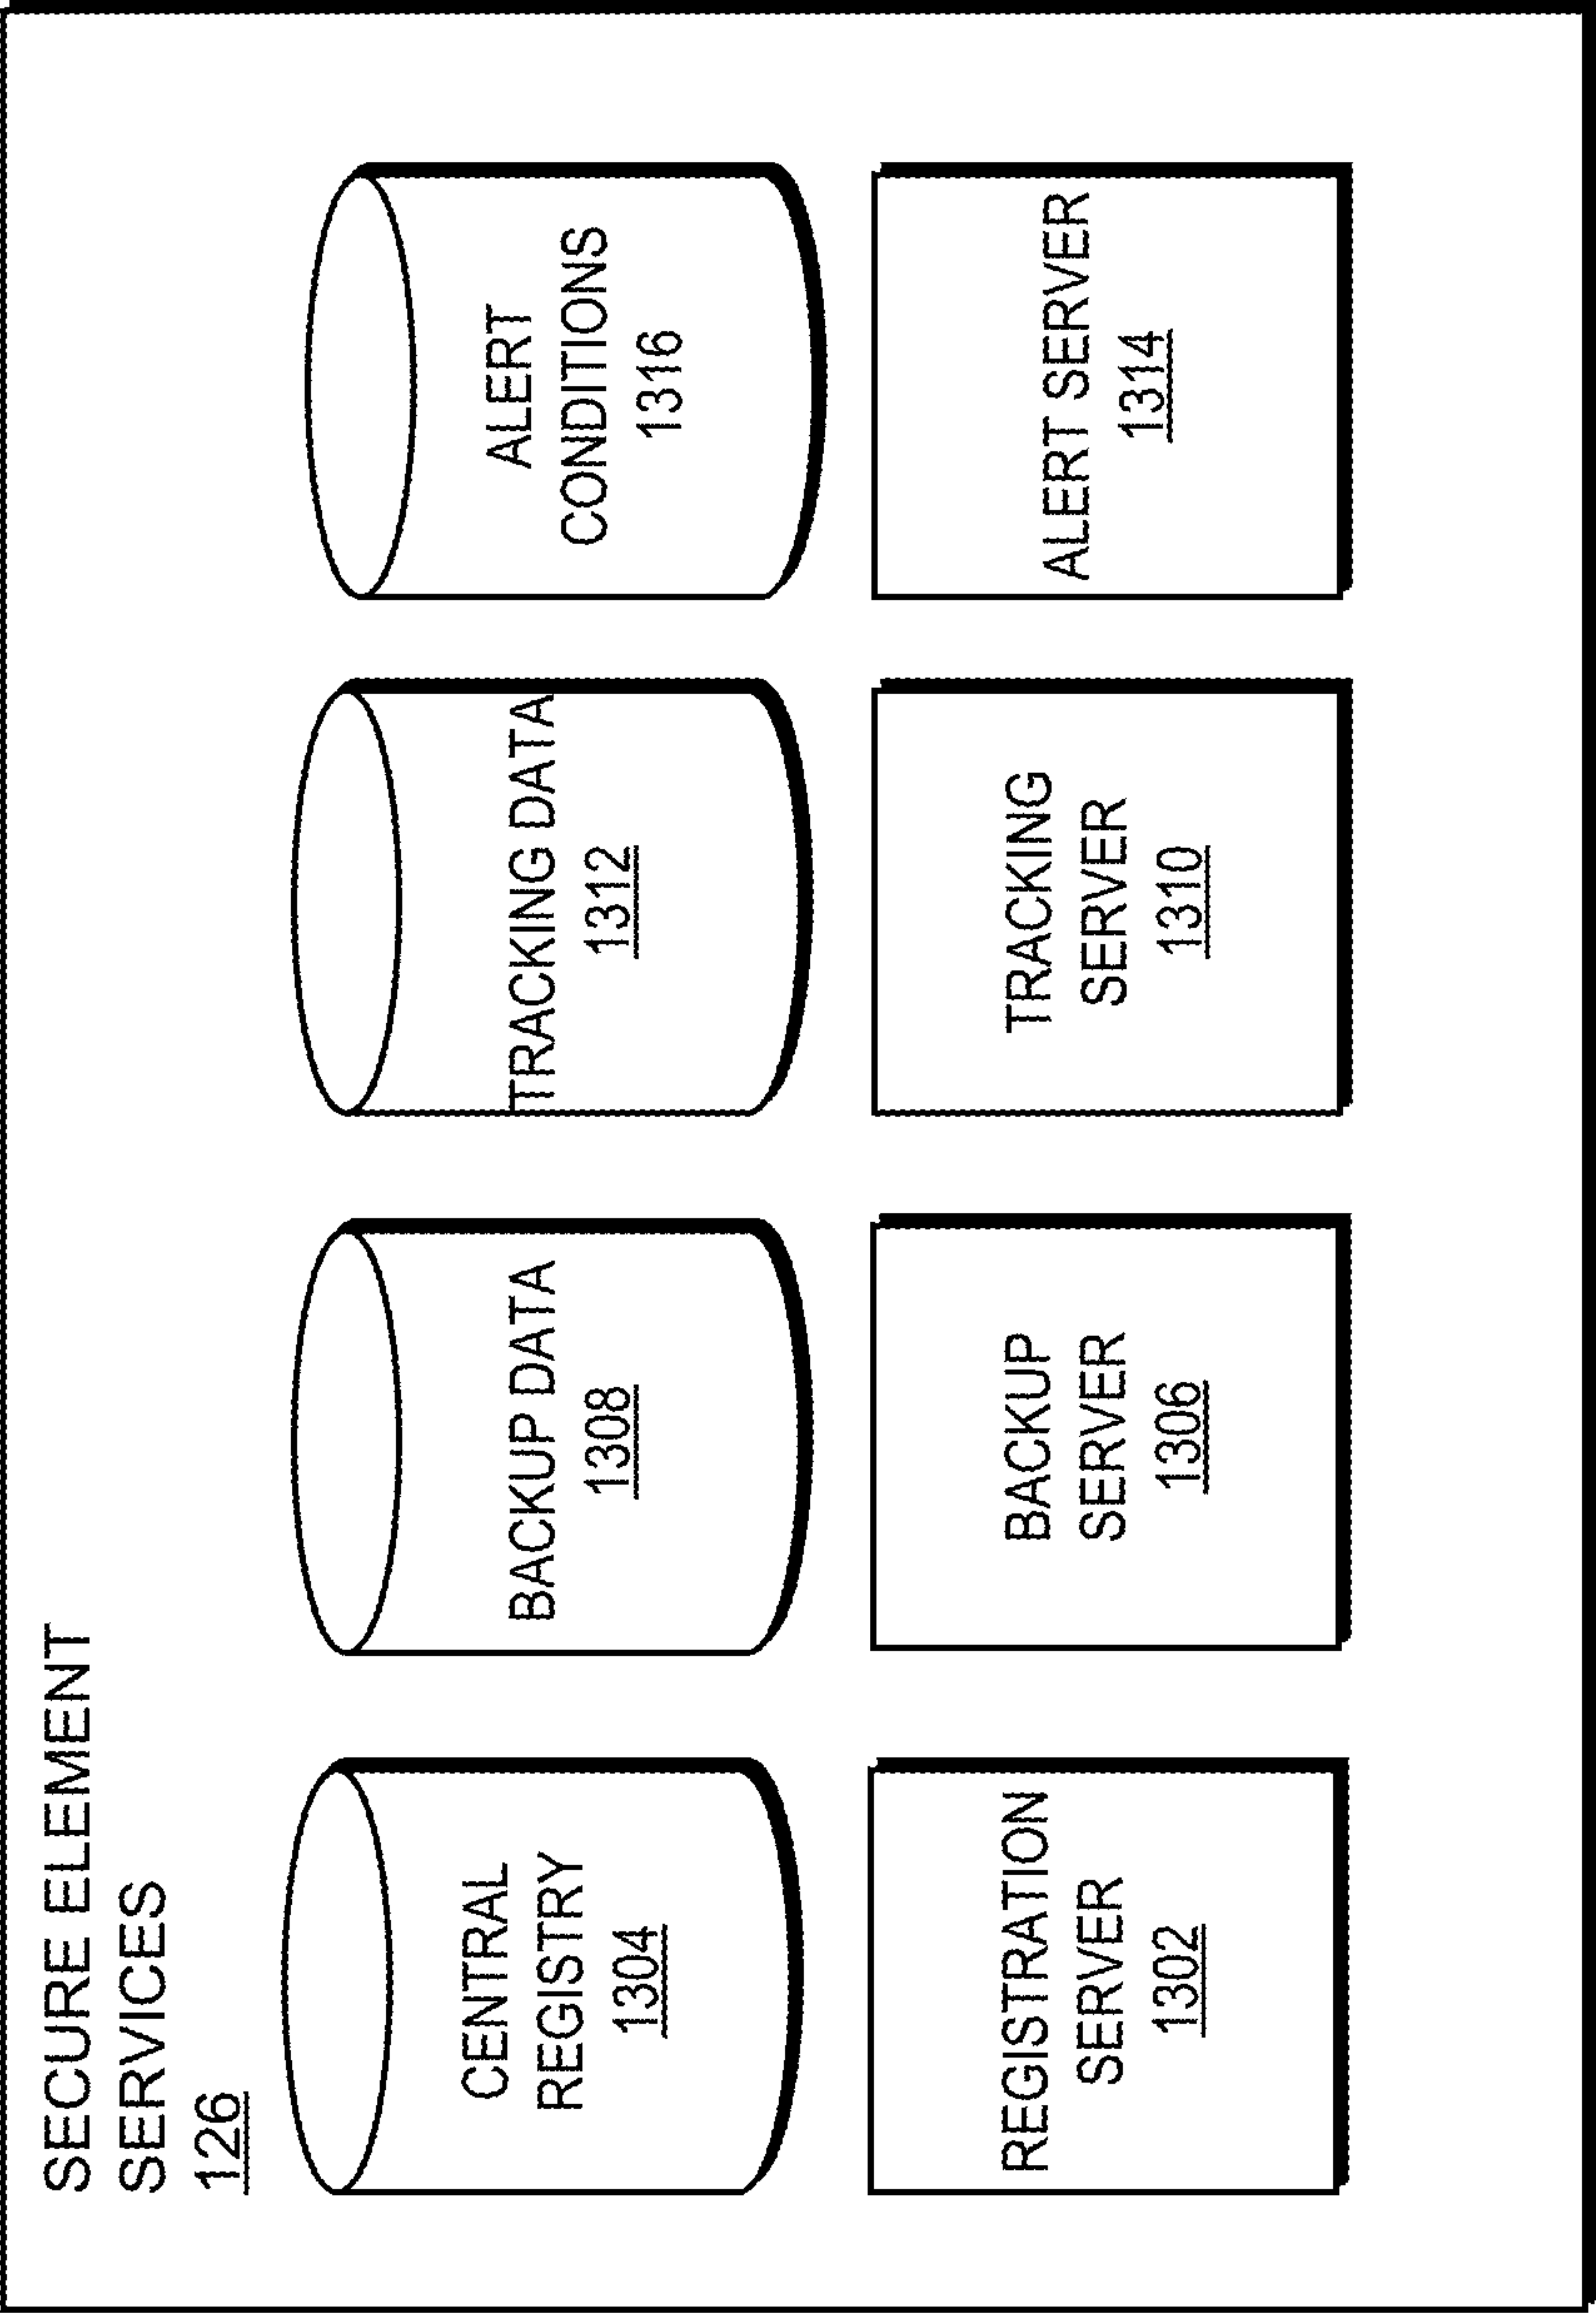 SECURE ELEMENT
SERVICES
126
CENTRAL
REGISTRY
1304
BACKUP DATA
1308
TRACKING DATA
1312
ALERT
CONDITIONS
1316
REGISTRATION
SERVER
1302
BACKUP
SERVER
1306
TRACKING
SERVER
1310
ALERT SERVER
1314